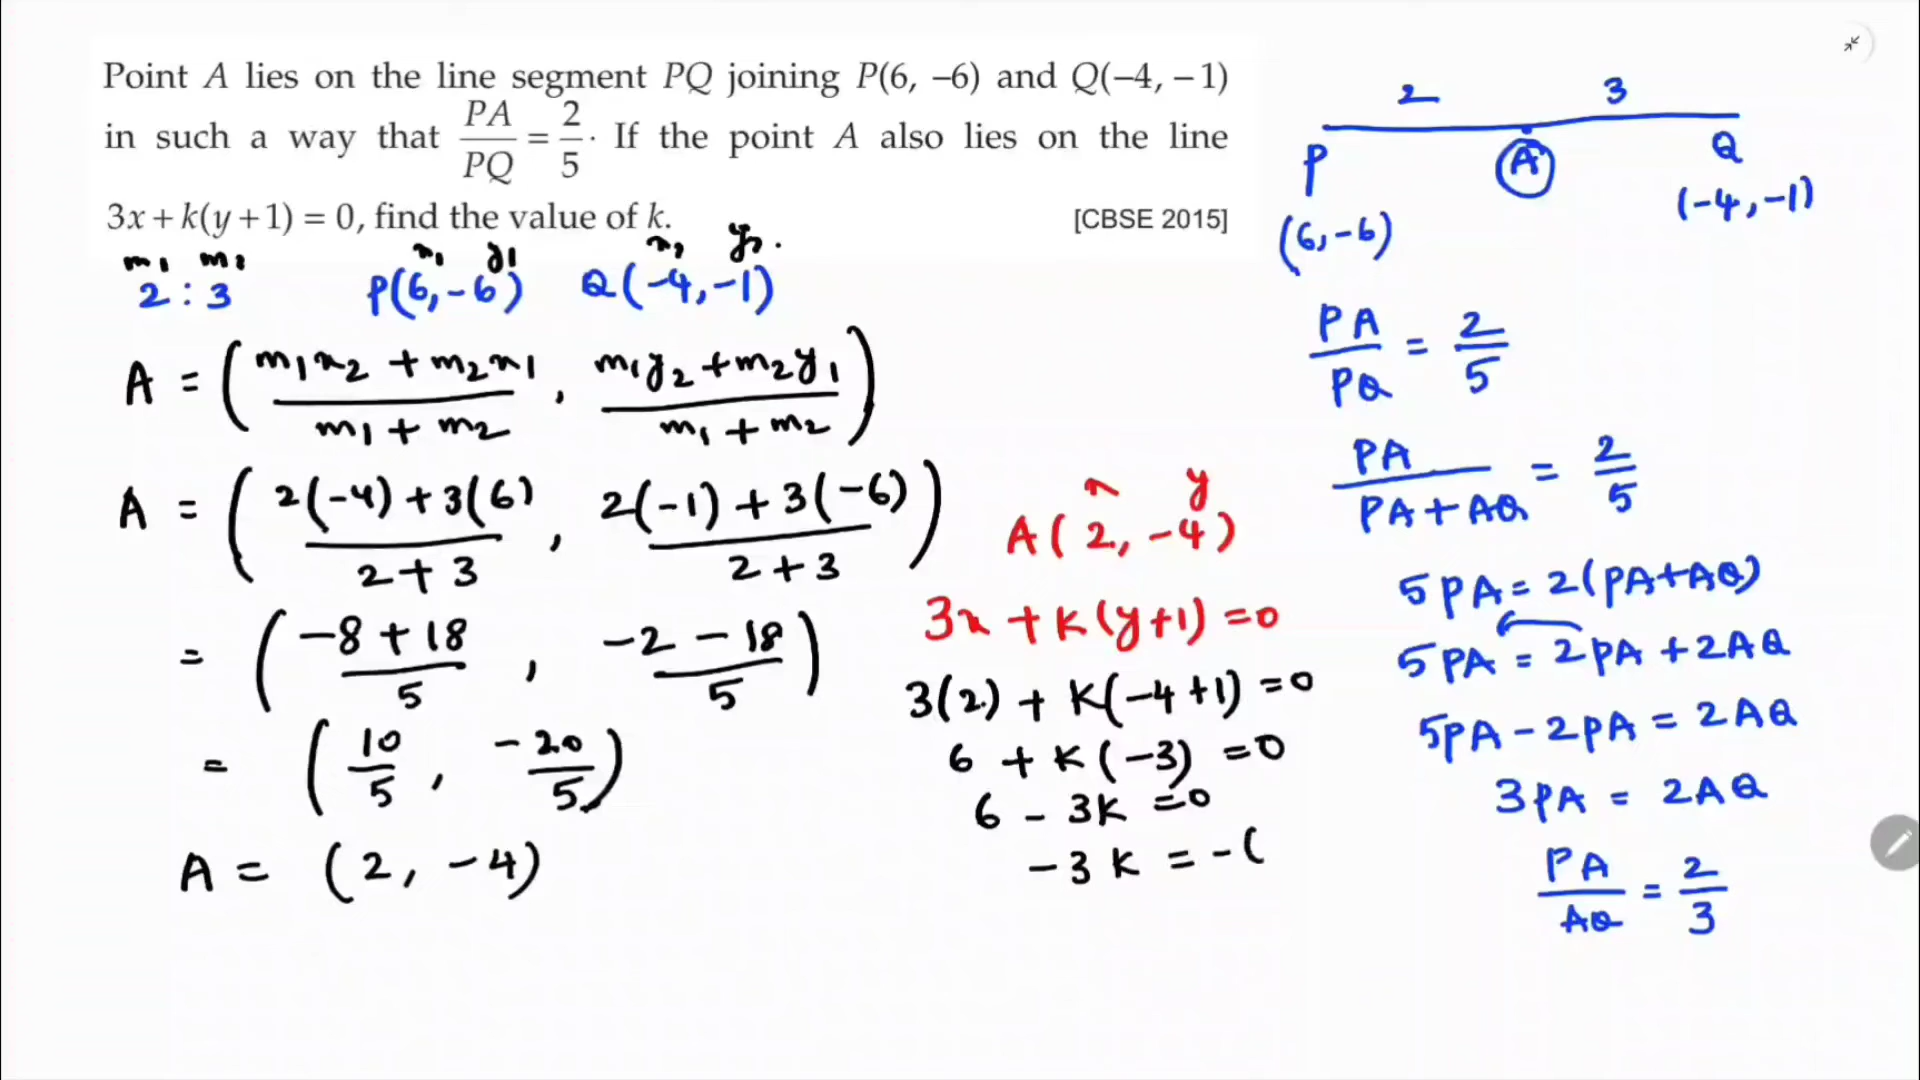 Point A lies on the line segment PQ joining P(6, –6) and Q(–4, –1)
in such a way that PA/PQ = 2/5. If the point A also lies on the line
3x + k(y + 1) = 0, find the value of k. [CBSE 2015]
m1 m2 x1 y1 x2 y2
2 : 3 P(6, -6) Q(-4, -1)
A = ( (m1x2 + m2x1)/(m1 + m2) , (m1y2 + m2y1)/(m1 + m2) )
A = ( (2(-4) + 3(6))/(2 + 3) , (2(-1) + 3(-6))/(2 + 3) )
= ( (-8 + 18)/5 , (-2 - 18)/5 )
= ( 10/5 , -20/5 )
A = (2, -4)
x y
A(2, -4)
3x + K(y+1) = 0
3(2) + K(-4+1) = 0
6 + K(-3) = 0
6 - 3K = 0
-3K = -(
2 3
P A Q
(6, -6) (-4, -1)
PA/PQ = 2/5
PA/(PA + AQ) = 2/5
5PA = 2(PA + AQ)
5PA = 2PA + 2AQ
5PA - 2PA = 2AQ
3PA = 2AQ
PA/AQ = 2/3